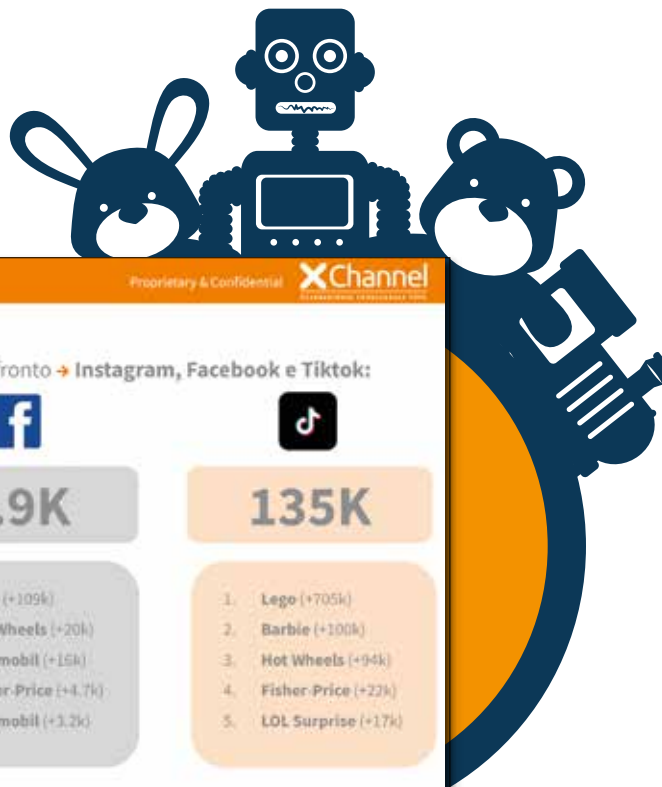 Proprietary & Confidential XChannel
ronto → Instagram, Facebook e Tiktok:
.9K
135K
(+109k)
Wheels (+20k)
mobil (+16k)
r-Price (+4.7k)
mobil (+3.2k)
1. Lego (+705k)
2. Barbie (+100k)
3. Hot Wheels (+94k)
4. Fisher-Price (+22k)
5. LOL Surprise (+17k)